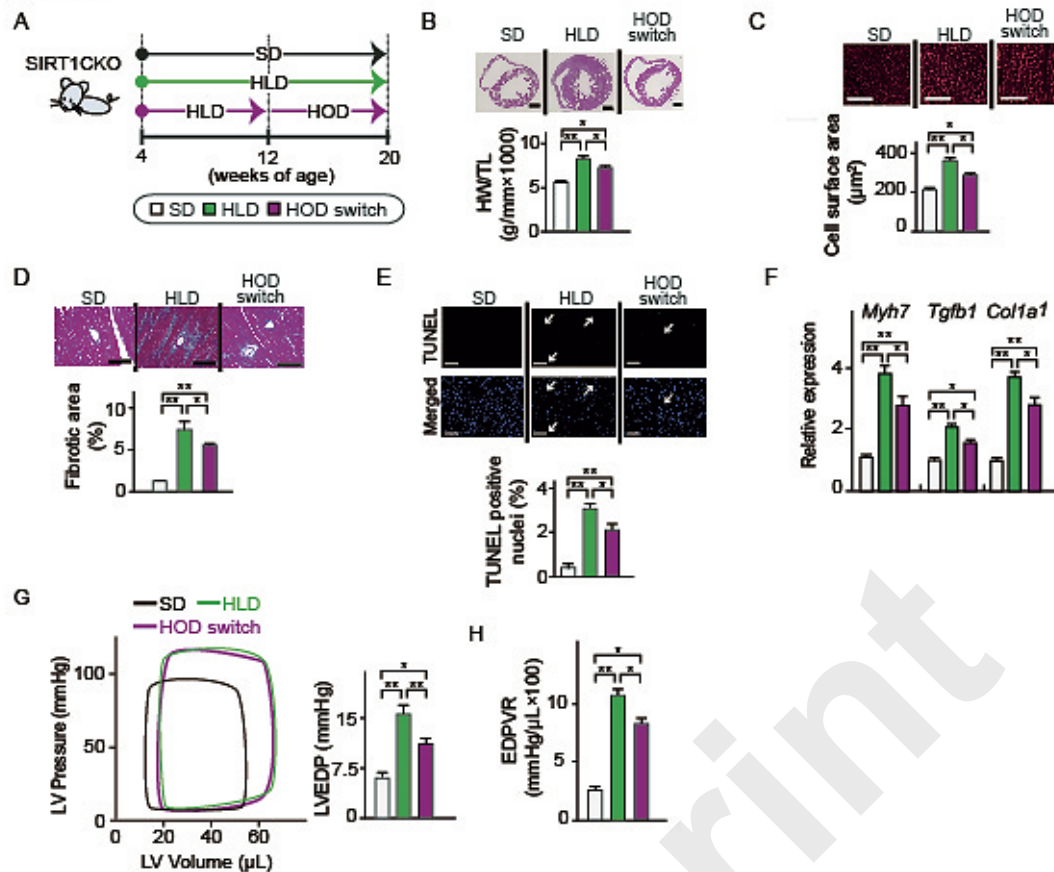 A
SIRT1CKO
SD
HLD
HLD
HOD
4
12
20
(weeks of age)
SD
HLD
HOD switch
B
SD
HLD
HOD
switch
HW/TL
(g/mm×1000)
10
5
0
*
**
*
C
SD
HLD
HOD
switch
Cell surface area
(μm²)
400
200
0
*
**
*
D
SD
HLD
HOD
switch
Fibrotic area
(%)
10
5
0
**
**
*
E
SD
HLD
HOD
switch
TUNEL
Merged
TUNEL positive
nuclei (%)
4
2
0
**
**
*
F
Myh7
Tgfb1
Col1a1
Relative expression
4
2
0
**
**
*
*
**
*
**
**
*
G
SD
HLD
HOD switch
LV Pressure (mmHg)
100
50
0
0
20
40
60
LV Volume (μL)
LVEDP (mmHg)
15
7.5
0
*
**
**
H
EDPVR
(mmHg/μL×100)
10
5
0
*
**
*
rint